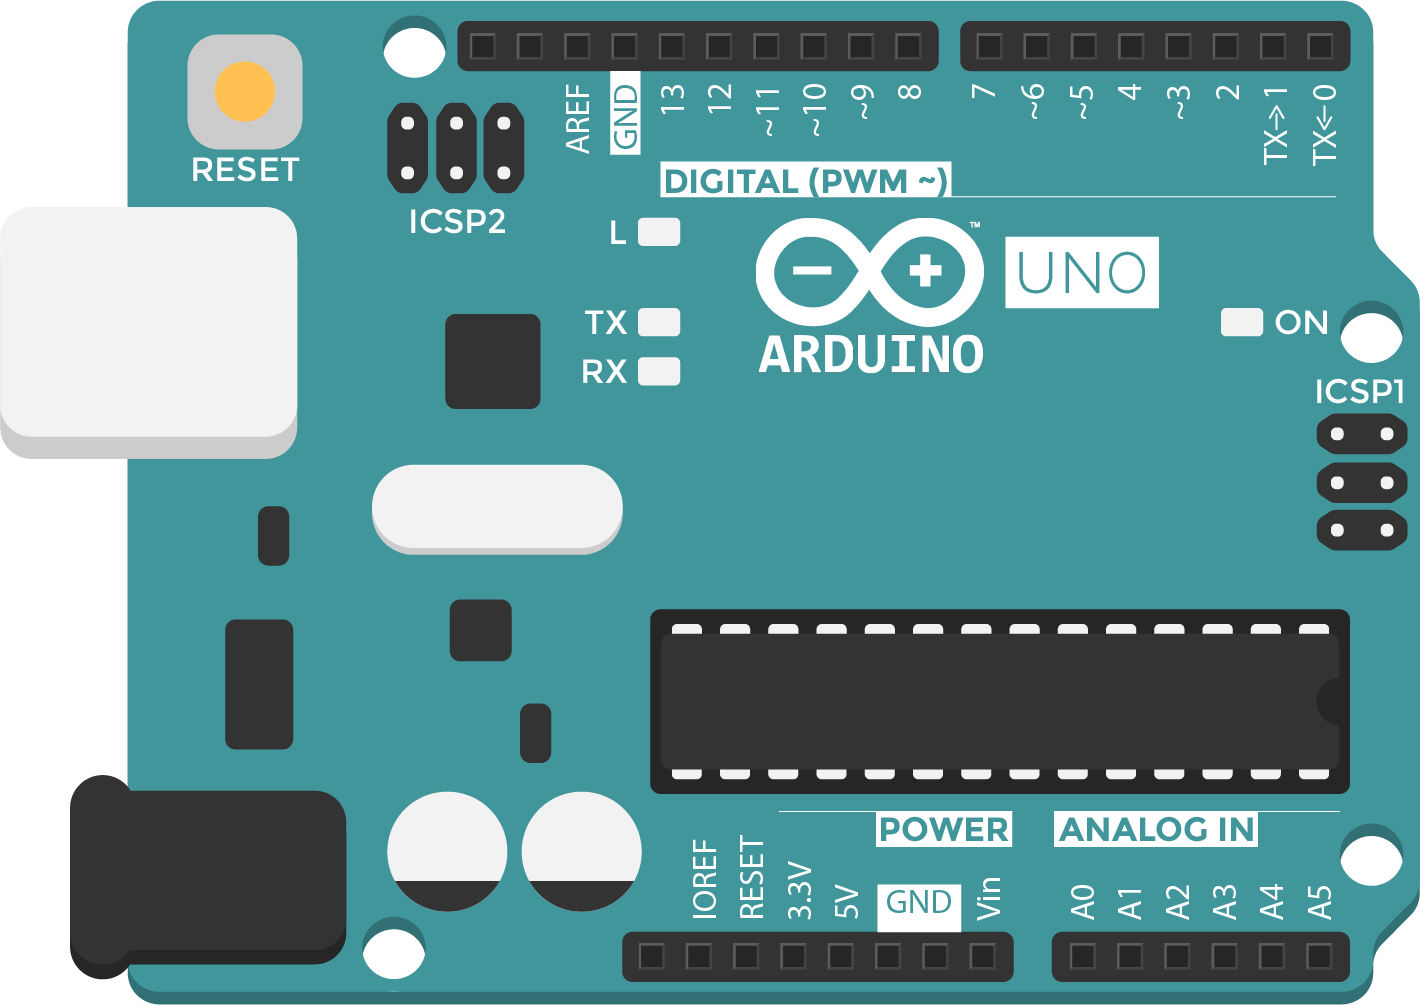 AREF
GND
13
12
~11
~10
~9
8
7
~6
~5
4
~3
2
TX→1
TX←0
RESET
DIGITAL (PWM ~)
ICSP2
L
™
UNO
TX
ON
ARDUINO
RX
ICSP1
POWER
ANALOG IN
IOREF
RESET
3.3V
5V
GND
Vin
A0
A1
A2
A3
A4
A5